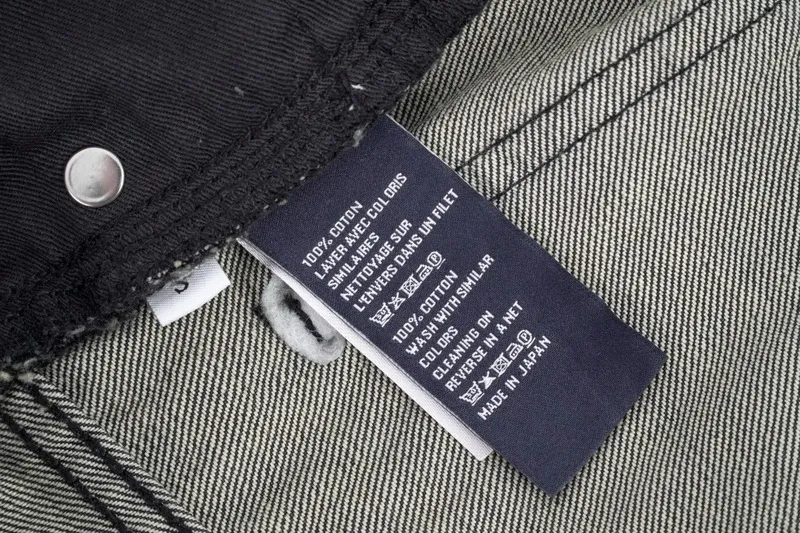 100% COTON
LAVER AVEC COLORIS
SIMILAIRES
NETTOYAGE SUR
L'ENVERS DANS UN FILET
100% COTTON
WASH WITH SIMILAR
COLORS
CLEANING ON
REVERSE IN A NET
MADE IN JAPAN
S